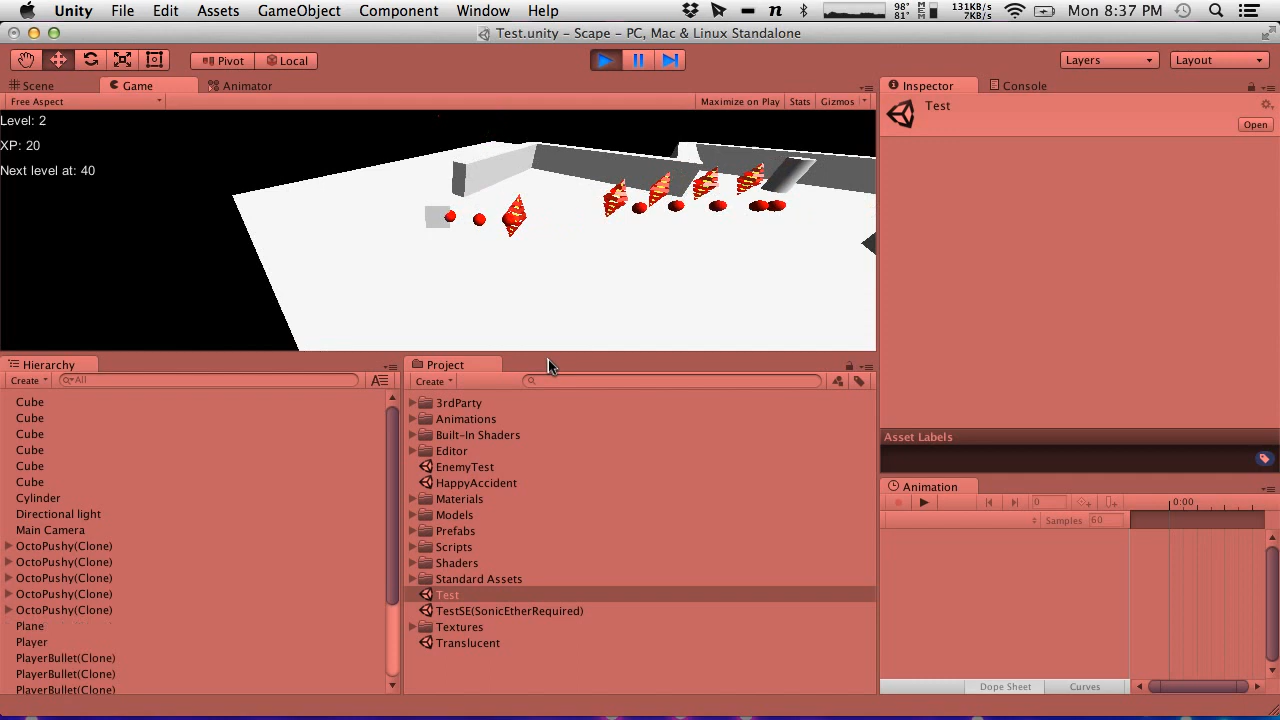 Unity File Edit Assets GameObject Component Window Help 98° 81° 131KB/s 7KB/s Mon 8:37 PM
Test.unity – Scape – PC, Mac & Linux Standalone
Pivot Local Layers Layout
Scene Game Animator Inspector Console
Free Aspect Maximize on Play Stats Gizmos Test
Level: 2 Open
XP: 20
Next level at: 40
Hierarchy Project
Create All Create
Cube 3rdParty
Cube Animations
Cube Built-In Shaders Asset Labels
Cube Editor
Cube EnemyTest
Cube HappyAccident Animation
Cylinder Materials 0 0:00
Directional light Models Samples 60
Main Camera Prefabs
OctoPushy(Clone) Scripts
OctoPushy(Clone) Shaders
OctoPushy(Clone) Standard Assets
OctoPushy(Clone) Test
OctoPushy(Clone) TestSE(SonicEtherRequired)
Plane Textures
Player Translucent
PlayerBullet(Clone)
PlayerBullet(Clone)
PlayerBullet(Clone) Dope Sheet Curves